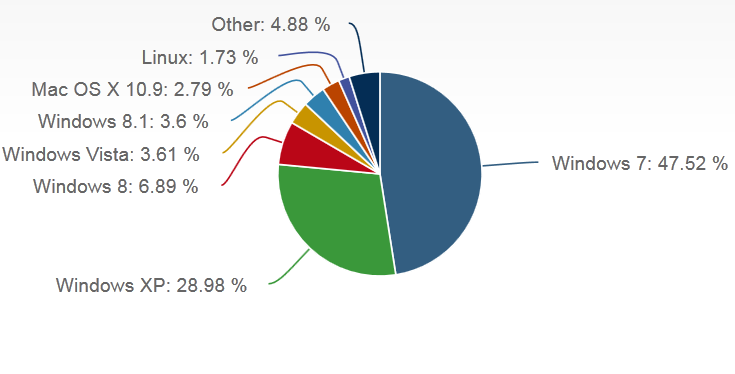 Other: 4.88 %
Linux: 1.73 %
Mac OS X 10.9: 2.79 %
Windows 8.1: 3.6 %
Windows Vista: 3.61 %
Windows 7: 47.52 %
Windows 8: 6.89 %
Windows XP: 28.98 %